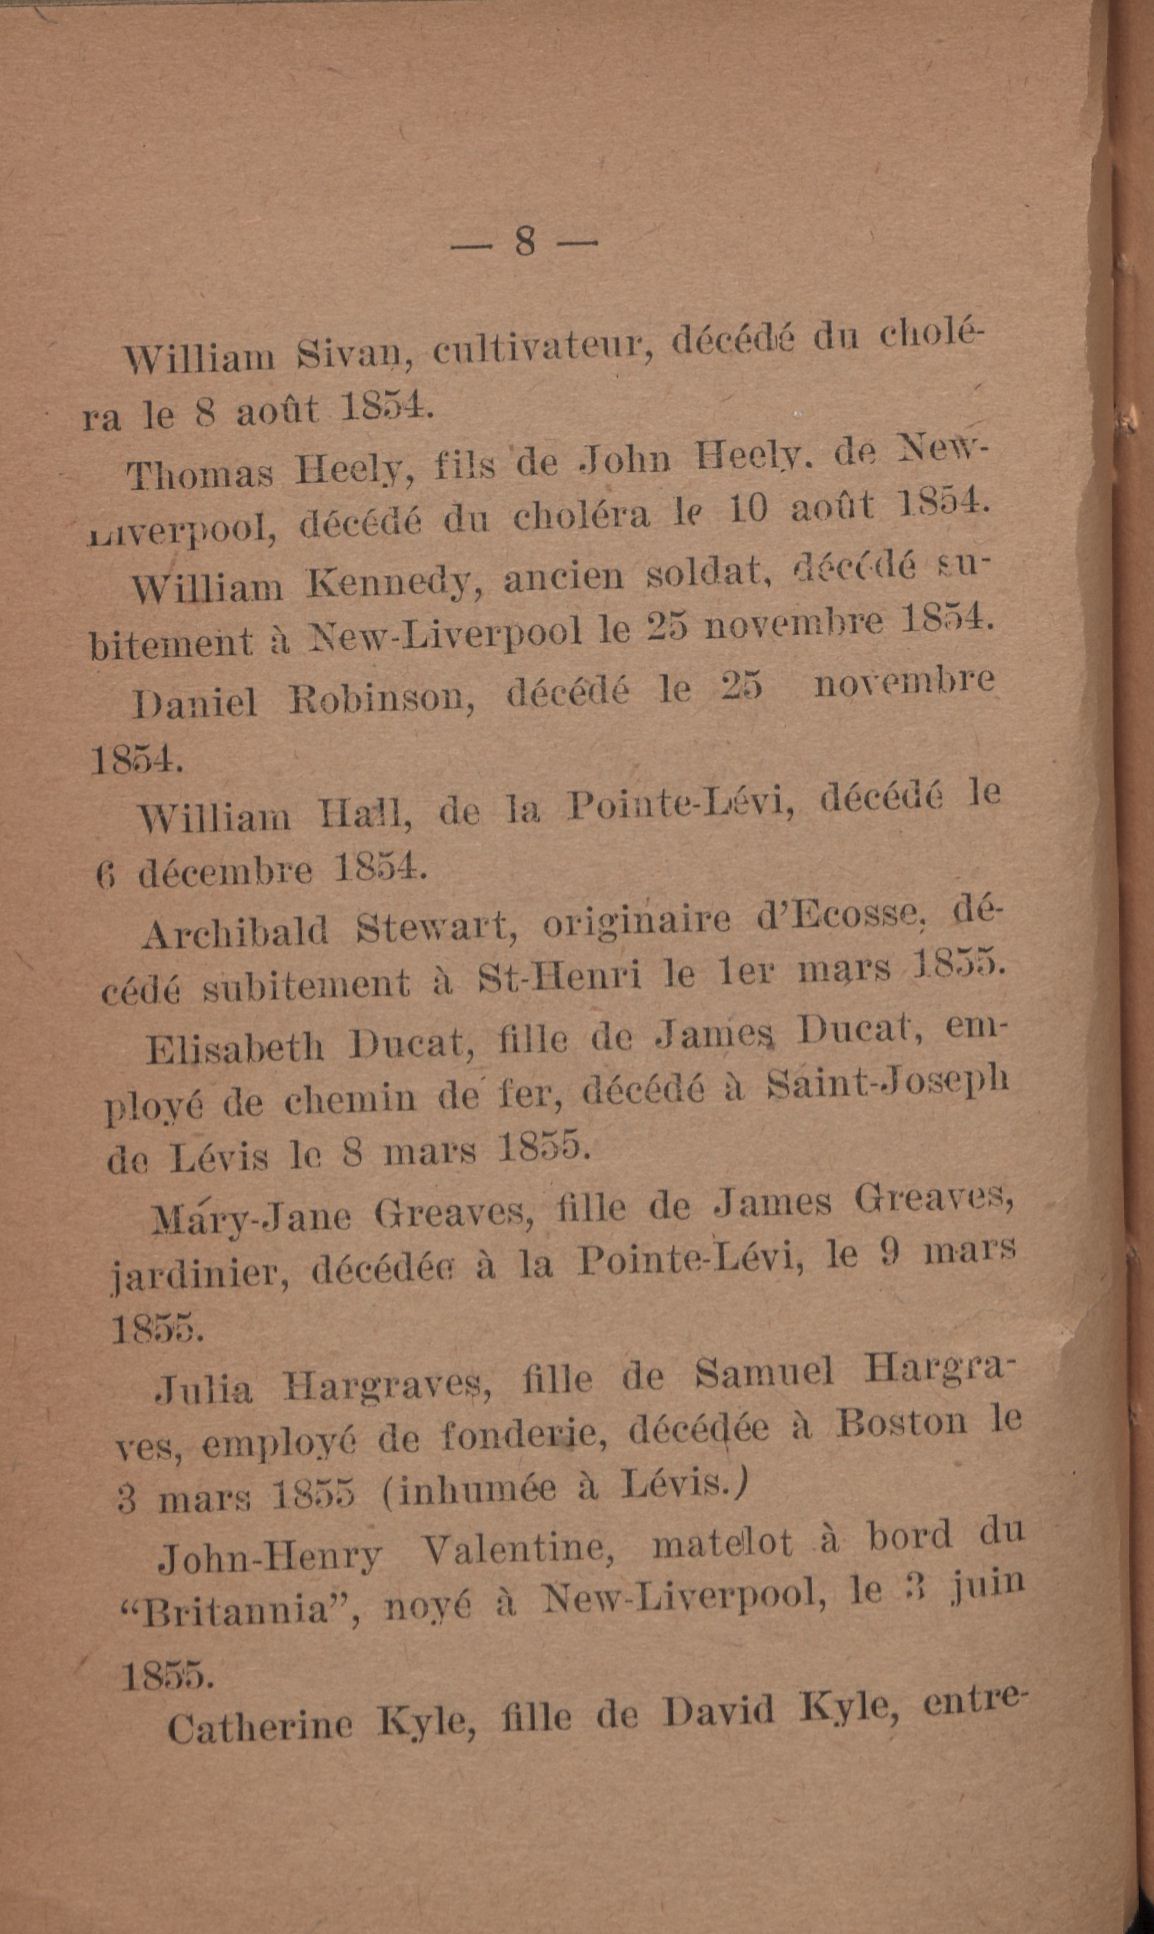 — 8 —
William Sivan, cultivateur, décédé du cholé-
ra le 8 août 1854.
Thomas Heely, fils de John Heely, de New-
Liverpool, décédé du choléra le 10 août 1854.
William Kennedy, ancien soldat, décédé su-
bitement à New-Liverpool le 25 novembre 1854.
Daniel Robinson, décédé le 25 novembre
1854.
William Hall, de la Pointe-Lévi, décédé le
6 décembre 1854.
Archibald Stewart, originaire d'Ecosse, dé-
cédé subitement à St-Henri le 1er mars 1855.
Elisabeth Ducat, fille de James Ducat, em-
ployé de chemin de fer, décédé à Saint-Joseph
de Lévis le 8 mars 1855.
Mary-Jane Greaves, fille de James Greaves,
jardinier, décédée à la Pointe-Lévi, le 9 mars
1855.
Julia Hargraves, fille de Samuel Hargra-
ves, employé de fonderie, décédée à Boston le
3 mars 1855 (inhumée à Lévis.)
John-Henry Valentine, matelot à bord du
“Britannia”, noyé à New-Liverpool, le 3 juin
1855.
Catherine Kyle, fille de David Kyle, entre-